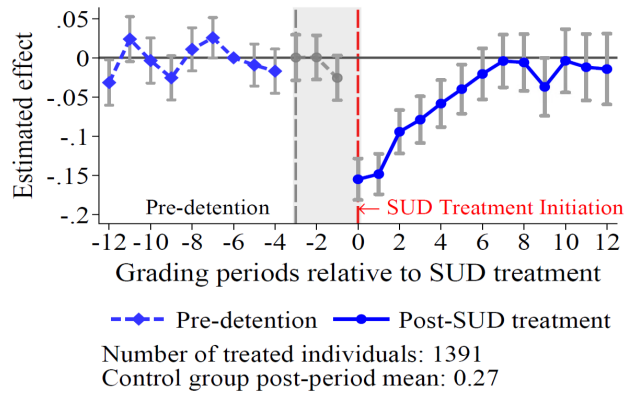 Estimated effect
.05
0
-.05
-.1
-.15
-.2
Pre-detention
← SUD Treatment Initiation
-12 -10 -8 -6 -4 -2 0 2 4 6 8 10 12
Grading periods relative to SUD treatment
Pre-detention Post-SUD treatment
Number of treated individuals: 1391
Control group post-period mean: 0.27